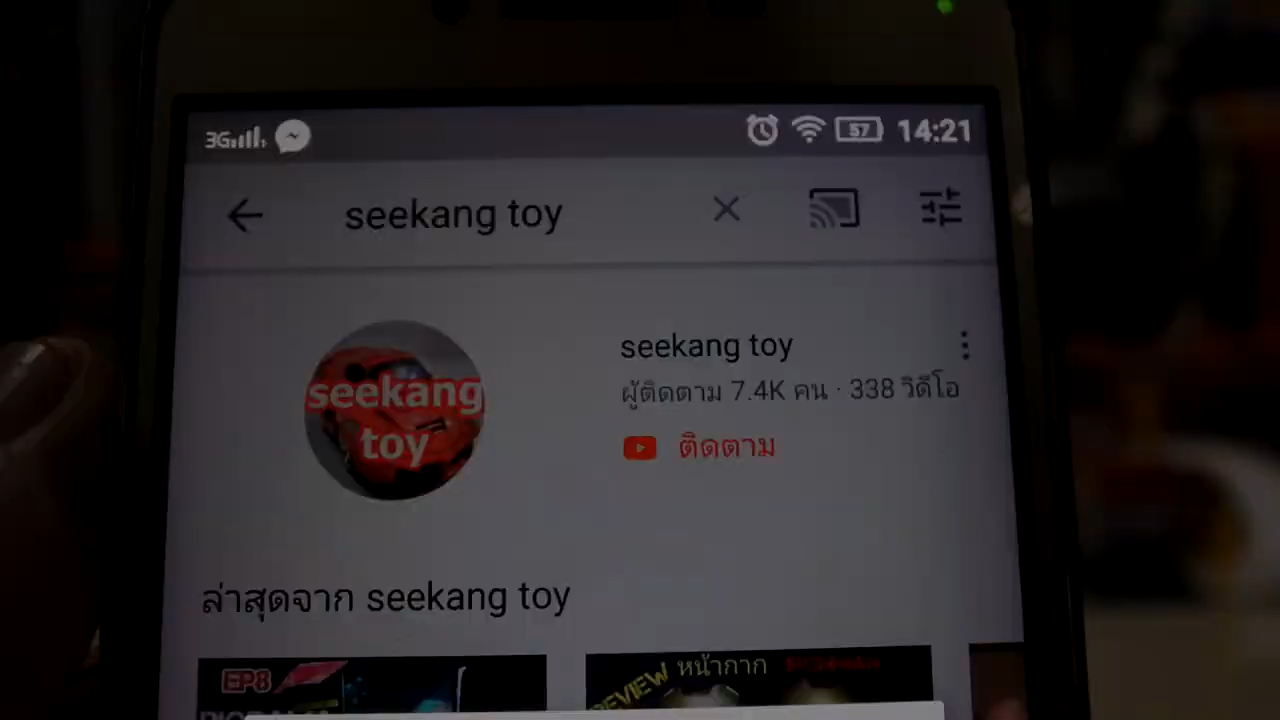 3G 57 14:21
seekang toy
seekang toy
ผู้ติดตาม 7.4K คน · 338 วิดีโอ
ติดตาม
seekang
toy
ล่าสุดจาก seekang toy
EP8
REVIEW หน้ากาก